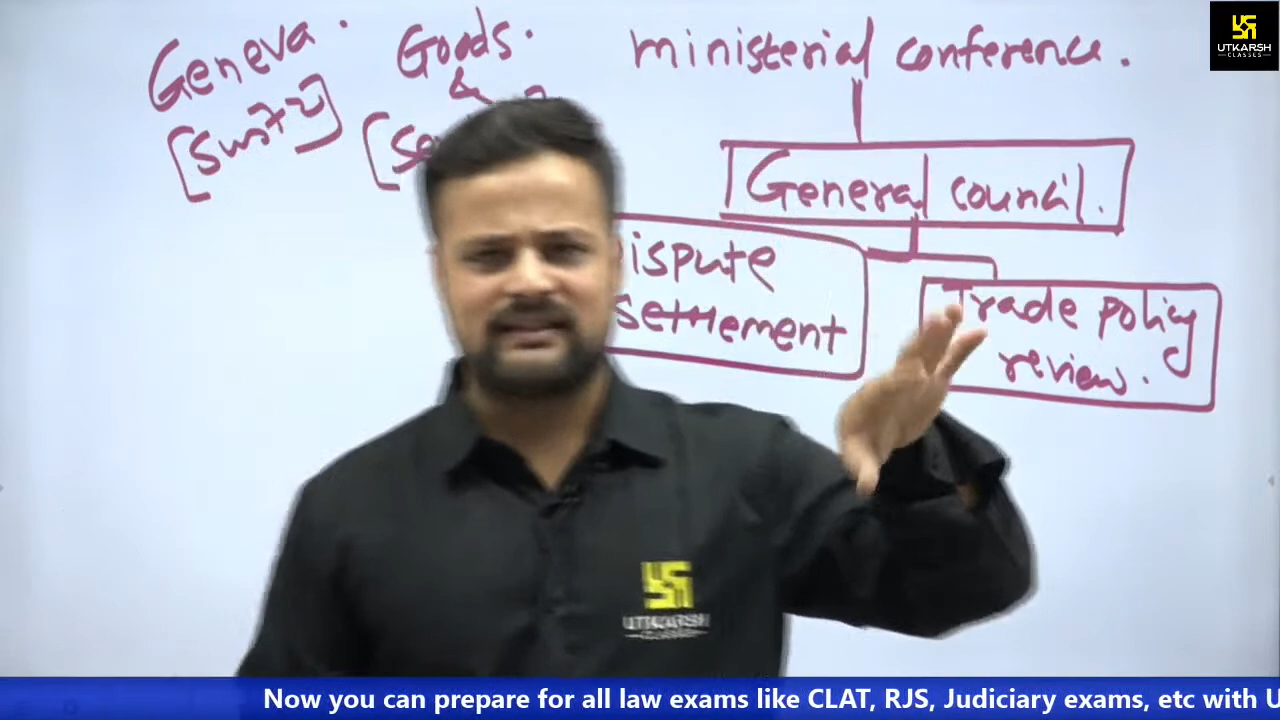 Geneva.
[Switz]
Goods.
&
ministerial conference.
General council.
ispute
settlement
Trade policy
review.
UTKARSH
CLASSES
UTKARSH
CLASSES
Now you can prepare for all law exams like CLAT, RJS, Judiciary exams, etc with U